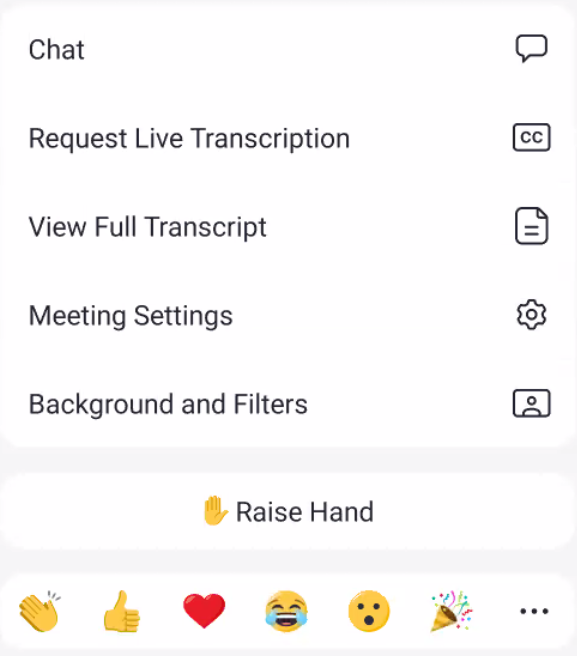 Chat
Request Live Transcription
CC
View Full Transcript
Meeting Settings
Background and Filters
Raise Hand